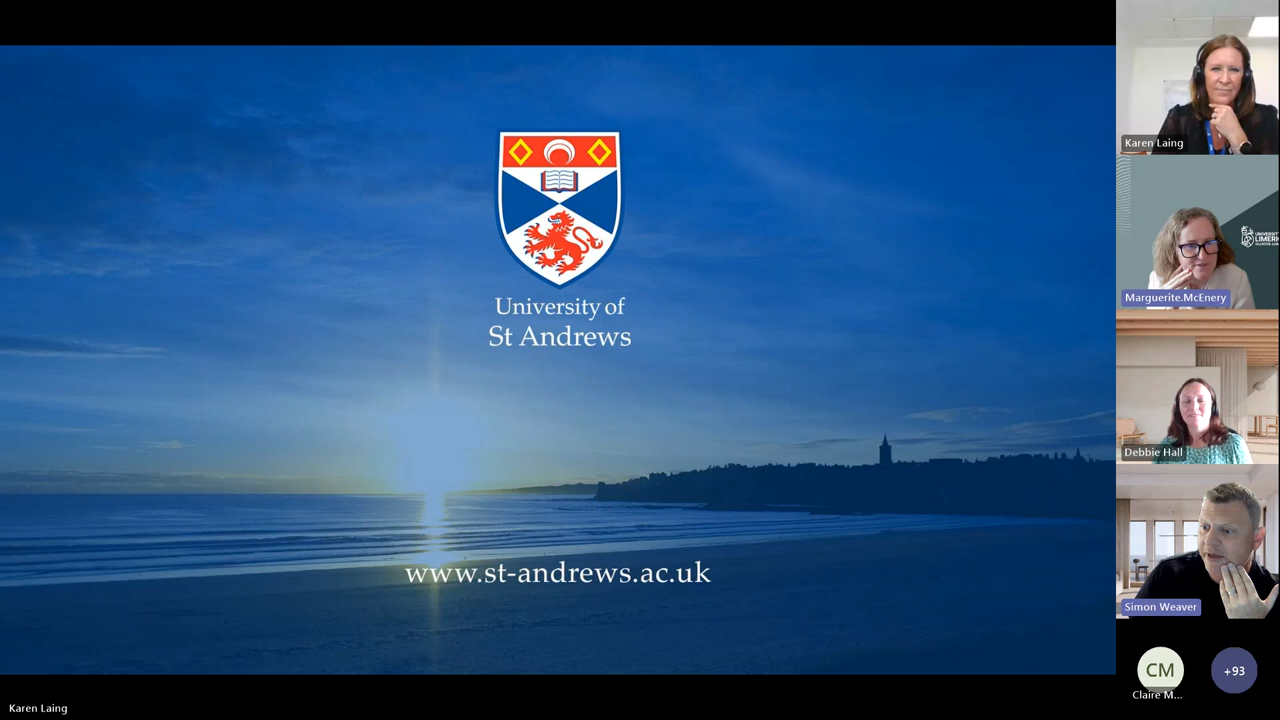 University of
St Andrews
www.st-andrews.ac.uk
Karen Laing
Karen Laing
Marguerite.McEnery
Debbie Hall
Simon Weaver
CM
Claire M...
+93